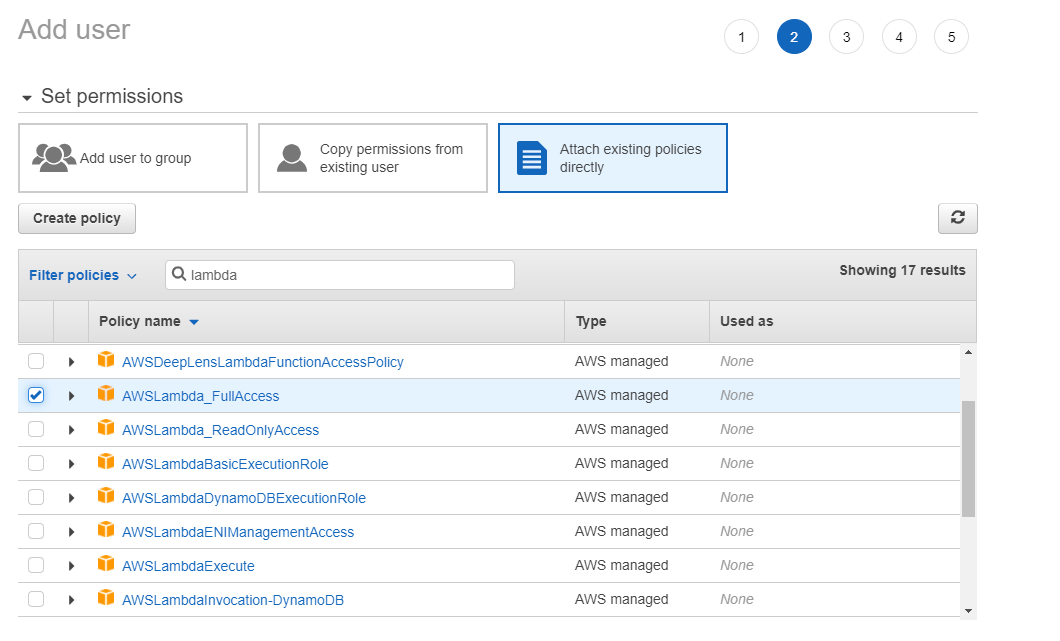 Add user
1 2 3 4 5
Set permissions
Add user to group
Copy permissions from
existing user
Attach existing policies
directly
Create policy
Filter policies lambda Showing 17 results
Policy name Type Used as
AWSDeepLensLambdaFunctionAccessPolicy AWS managed None
AWSLambda_FullAccess AWS managed None
AWSLambda_ReadOnlyAccess AWS managed None
AWSLambdaBasicExecutionRole AWS managed None
AWSLambdaDynamoDBExecutionRole AWS managed None
AWSLambdaENIManagementAccess AWS managed None
AWSLambdaExecute AWS managed None
AWSLambdaInvocation-DynamoDB AWS managed None